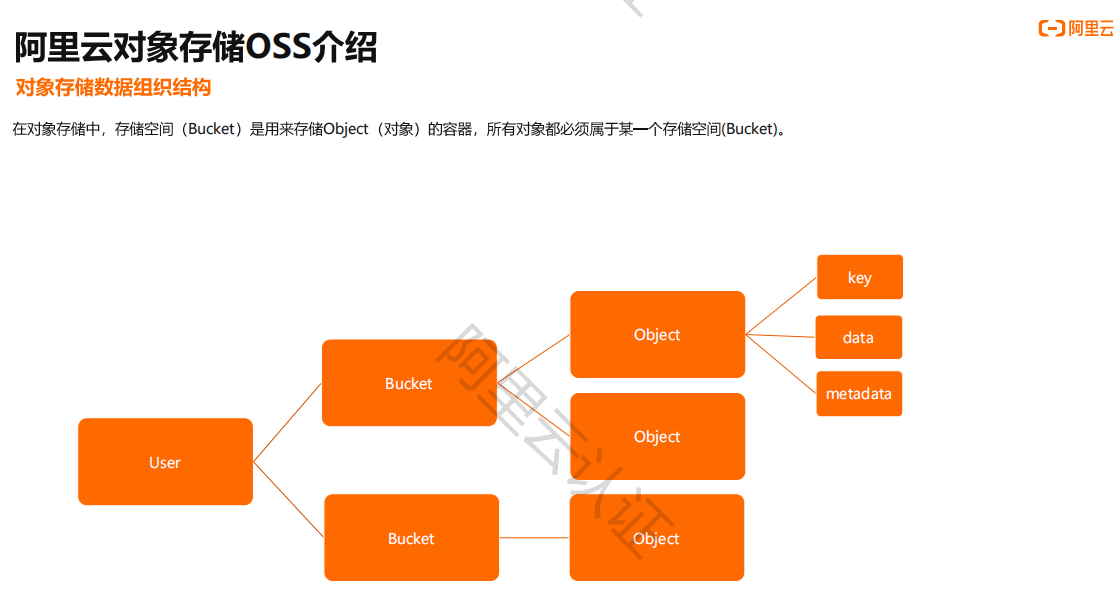 阿里云对象存储OSS介绍
阿里云
对象存储数据组织结构
在对象存储中，存储空间（Bucket）是用来存储Object（对象）的容器，所有对象都必须属于某一个存储空间(Bucket)。
User
Bucket
Bucket
Object
Object
Object
key
data
metadata
阿里云认证